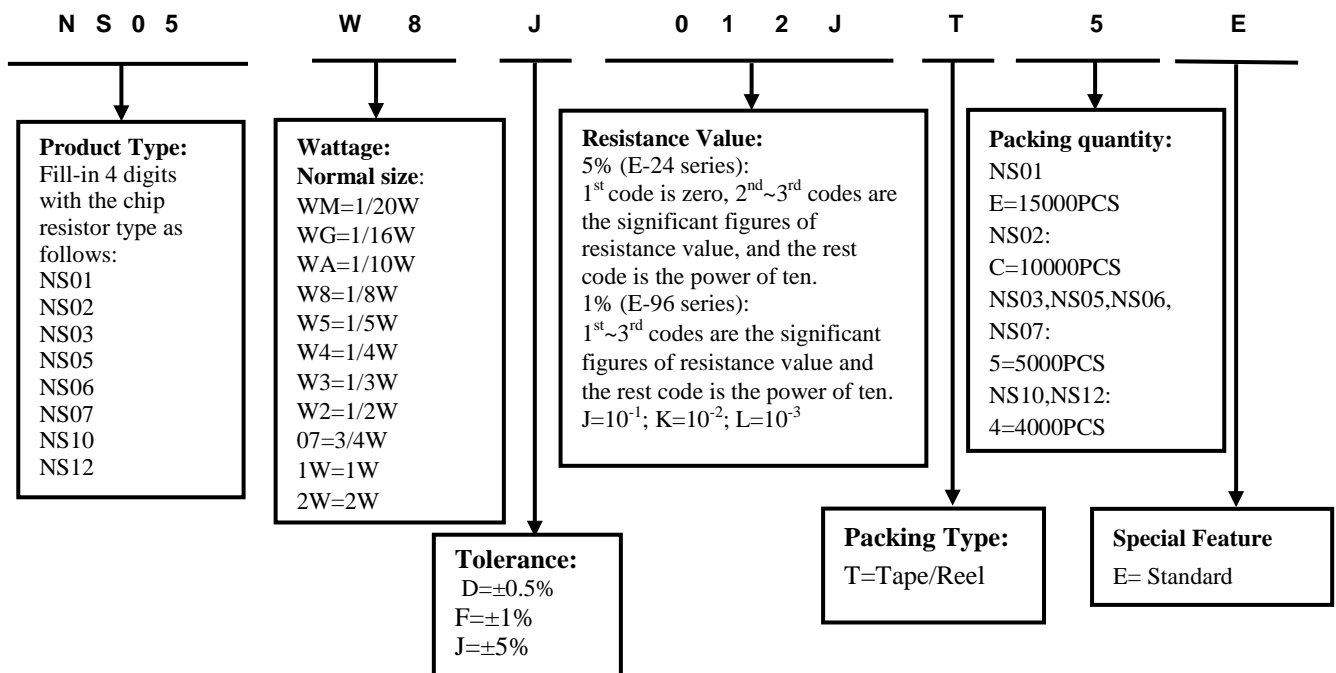 N S 0 5 W 8 J 0 1 2 J T 5 E
Product Type:
Fill-in 4 digits
with the chip
resistor type as
follows:
NS01
NS02
NS03
NS05
NS06
NS07
NS10
NS12
Wattage:
Normal size:
WM=1/20W
WG=1/16W
WA=1/10W
W8=1/8W
W5=1/5W
W4=1/4W
W3=1/3W
W2=1/2W
07=3/4W
1W=1W
2W=2W
Tolerance:
D=±0.5%
F=±1%
J=±5%
Resistance Value:
5% (E-24 series):
1st code is zero, 2nd~3rd codes are
the significant figures of
resistance value, and the rest
code is the power of ten.
1% (E-96 series):
1st~3rd codes are the significant
figures of resistance value and
the rest code is the power of ten.
J=10-1; K=10-2; L=10-3
Packing Type:
T=Tape/Reel
Packing quantity:
NS01
E=15000PCS
NS02:
C=10000PCS
NS03,NS05,NS06,
NS07:
5=5000PCS
NS10,NS12:
4=4000PCS
Special Feature
E= Standard